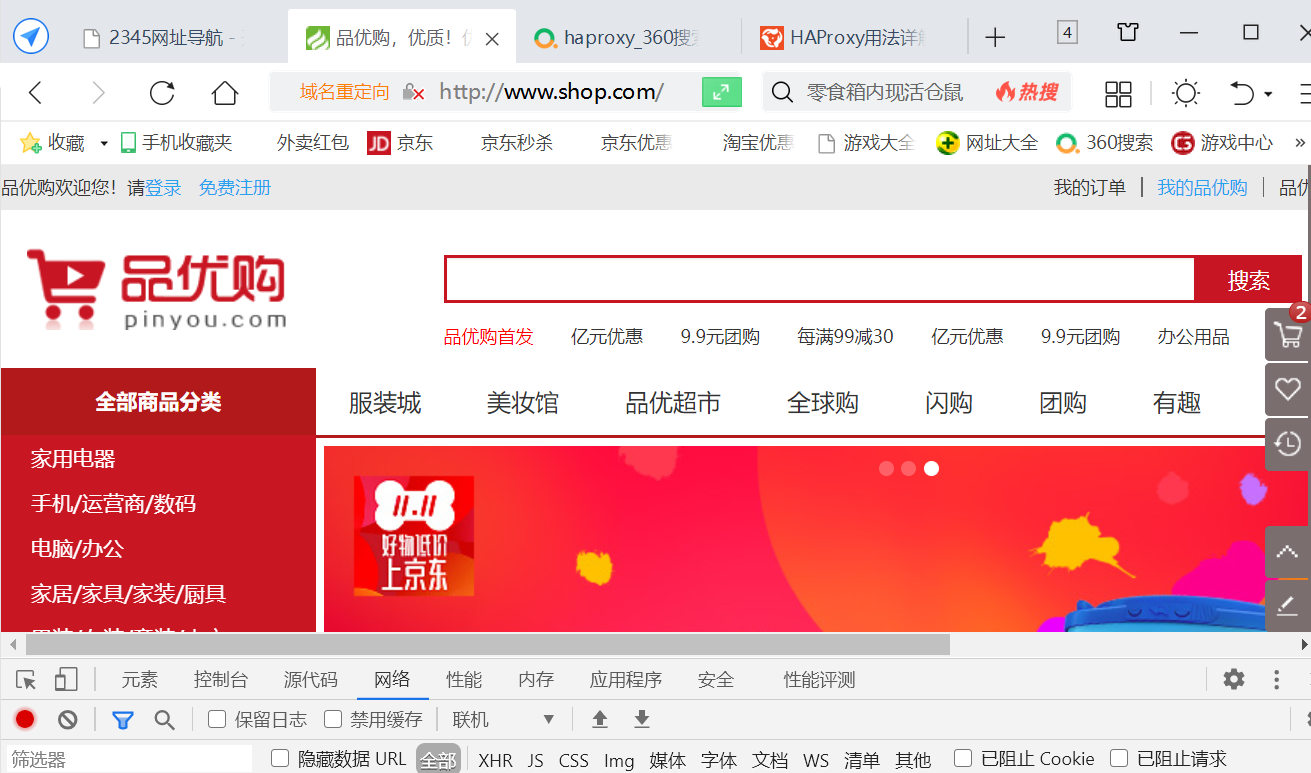 2345网址导航 -
品优购，优质！
haproxy_360搜索
HAProxy用法详解
4
域名重定向 http://www.shop.com/
零食箱内现活仓鼠 热搜
收藏 手机收藏夹 外卖红包 JD 京东 京东秒杀 京东优惠 淘宝优惠 游戏大全 网址大全 360搜索 游戏中心 »
品优购欢迎您！请登录 免费注册 我的订单 我的品优购 品优
品优购
pinyou.com
搜索
2
品优购首发 亿元优惠 9.9元团购 每满99减30 亿元优惠 9.9元团购 办公用品
全部商品分类 服装城 美妆馆 品优超市 全球购 闪购 团购 有趣
家用电器
手机/运营商/数码
电脑/办公
家居/家具/家装/厨具
11.11
好物低价
上京东
元素 控制台 源代码 网络 性能 内存 应用程序 安全 性能评测
保留日志 禁用缓存 联机
筛选器 隐藏数据 URL 全部 XHR JS CSS Img 媒体 字体 文档 WS 清单 其他 已阻止 Cookie 已阻止请求